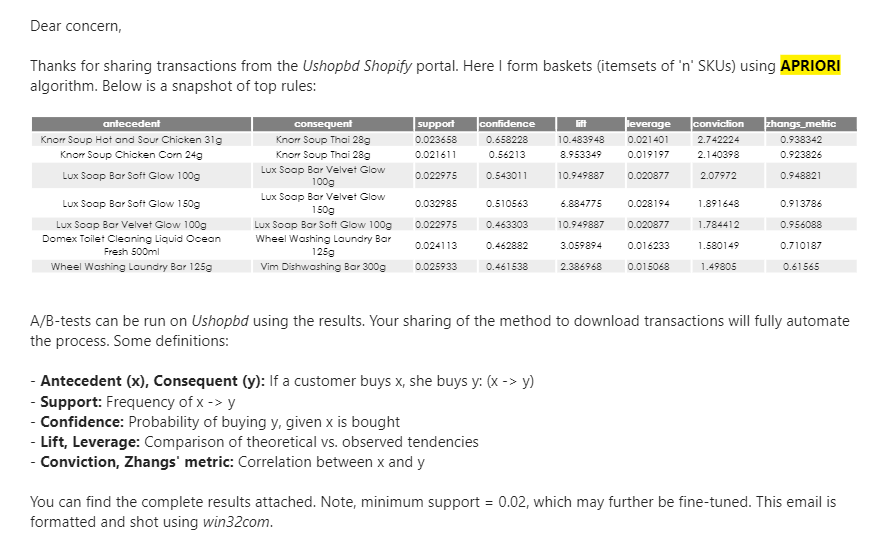 Dear concern,
Thanks for sharing transactions from the Ushopbd Shopify portal. Here I form baskets (itemsets of 'n' SKUs) using APRIORI
algorithm. Below is a snapshot of top rules:
antecedent consequent support confidence lift leverage conviction zhangs_metric
Knorr Soup Hot and Sour Chicken 31g Knorr Soup Thai 28g 0.023658 0.658228 10.483948 0.021401 2.742224 0.938342
Knorr Soup Chicken Corn 24g Knorr Soup Thai 28g 0.021611 0.56213 8.953349 0.019197 2.140398 0.923826
Lux Soap Bar Soft Glow 100g Lux Soap Bar Velvet Glow 100g 0.022975 0.543011 10.949887 0.020877 2.07972 0.948821
Lux Soap Bar Soft Glow 150g Lux Soap Bar Velvet Glow 150g 0.032985 0.510563 6.884775 0.028194 1.891648 0.913786
Lux Soap Bar Velvet Glow 100g Lux Soap Bar Soft Glow 100g 0.022975 0.463303 10.949887 0.020877 1.784412 0.956088
Domex Toilet Cleaning Liquid Ocean Fresh 500ml Wheel Washing Laundry Bar 125g 0.024113 0.462882 3.059894 0.016233 1.580149 0.710187
Wheel Washing Laundry Bar 125g Vim Dishwashing Bar 300g 0.025933 0.461538 2.386968 0.015068 1.49805 0.61565
A/B-tests can be run on Ushopbd using the results. Your sharing of the method to download transactions will fully automate
the process. Some definitions:
- Antecedent (x), Consequent (y): If a customer buys x, she buys y: (x -> y)
- Support: Frequency of x -> y
- Confidence: Probability of buying y, given x is bought
- Lift, Leverage: Comparison of theoretical vs. observed tendencies
- Conviction, Zhangs' metric: Correlation between x and y
You can find the complete results attached. Note, minimum support = 0.02, which may further be fine-tuned. This email is
formatted and shot using win32com.